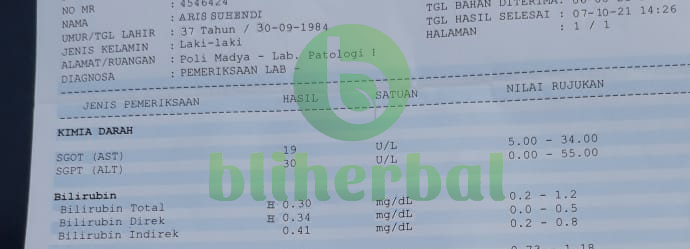 NO MR : 4546424
NAMA : ARIS SUHENDI
UMUR/TGL LAHIR : 37 Tahun / 30-09-1984
JENIS KELAMIN : Laki-laki
ALAMAT/RUANGAN : Poli Madya - Lab. Patologi
DIAGNOSA : PEMERIKSAAN LAB -
TGL BAHAN DITERIMA:
TGL HASIL SELESAI : 07-10-21 14:26
HALAMAN : 1 / 1
JENIS PEMERIKSAAN HASIL SATUAN NILAI RUJUKAN
KIMIA DARAH
SGOT (AST) 19 U/L 5.00 - 34.00
SGPT (ALT) 30 U/L 0.00 - 55.00
bliherbal
Bilirubin
Bilirubin Total H 0.30 mg/dL 0.2 - 1.2
Bilirubin Direk H 0.34 mg/dL 0.0 - 0.5
Bilirubin Indirek 0.41 mg/dL 0.2 - 0.8